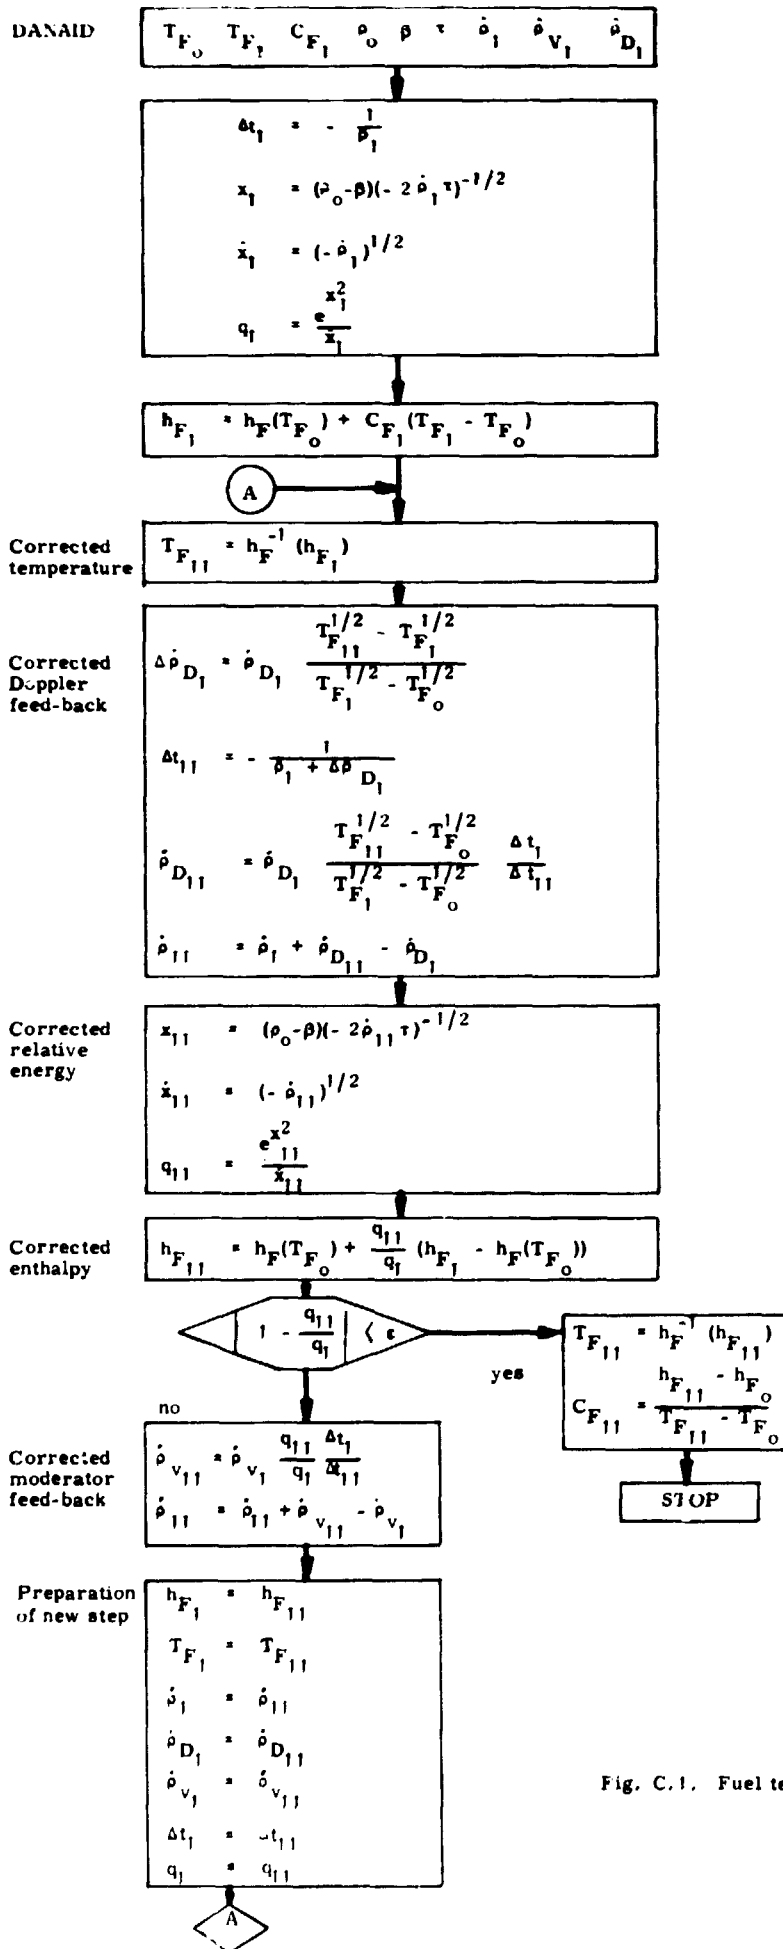 DANAID
T_{F_o} T_{F_1} C_{F_1} ρ_o β τ ρ̇_1 ρ̇_{V_1} ρ̇_{D_1}
Δt_1 = - 1/ρ̇_1
x_1 = (ρ_o-β)(- 2 ρ̇_1 τ)^{-1/2}
ẋ_1 = (- ρ̇_1)^{1/2}
q_1 = e^{x_1^2}/ẋ_1
h_{F_1} = h_F(T_{F_o}) + C_{F_1}(T_{F_1} - T_{F_o})
A
Corrected
temperature
T_{F_{11}} = h_F^{-1} (h_{F_1})
Corrected
Doppler
feed-back
Δρ̇_{D_1} = ρ̇_{D_1} (T_{F_{11}}^{1/2} - T_{F_1}^{1/2})/(T_{F_1}^{1/2} - T_{F_o}^{1/2})
Δt_{11} = - 1/(ρ̇_1 + Δρ̇_{D_1})
ρ̇_{D_{11}} = ρ̇_{D_1} (T_{F_{11}}^{1/2} - T_{F_o}^{1/2})/(T_{F_1}^{1/2} - T_{F_o}^{1/2}) Δt_1/Δt_{11}
ρ̇_{11} = ρ̇_1 + ρ̇_{D_{11}} - ρ̇_{D_1}
Corrected
relative
energy
x_{11} = (ρ_o-β)(- 2ρ̇_{11} τ)^{-1/2}
ẋ_{11} = (- ρ̇_{11})^{1/2}
q_{11} = e^{x_{11}^2}/ẋ_{11}
Corrected
enthalpy
h_{F_{11}} = h_F(T_{F_o}) + q_{11}/q_1 (h_{F_1} - h_F(T_{F_o}))
| 1 - q_{11}/q_1 | < ε
yes
no
T_{F_{11}} = h_F^{-1} (h_{F_{11}})
C_{F_{11}} = (h_{F_{11}} - h_{F_o})/(T_{F_{11}} - T_{F_o})
STOP
Corrected
moderator
feed-back
ρ̇_{v_{11}} = ρ̇_{v_1} q_{11}/q_1 Δt_1/Δt_{11}
ρ̇_{11} = ρ̇_{11} + ρ̇_{v_{11}} - ρ̇_{v_1}
Preparation
of new step
h_{F_1} = h_{F_{11}}
T_{F_1} = T_{F_{11}}
ρ̇_1 = ρ̇_{11}
ρ̇_{D_1} = ρ̇_{D_{11}}
ρ̇_{v_1} = ρ̇_{v_{11}}
Δt_1 = Δt_{11}
q_1 = q_{11}
A
Fig. C.1. Fuel te